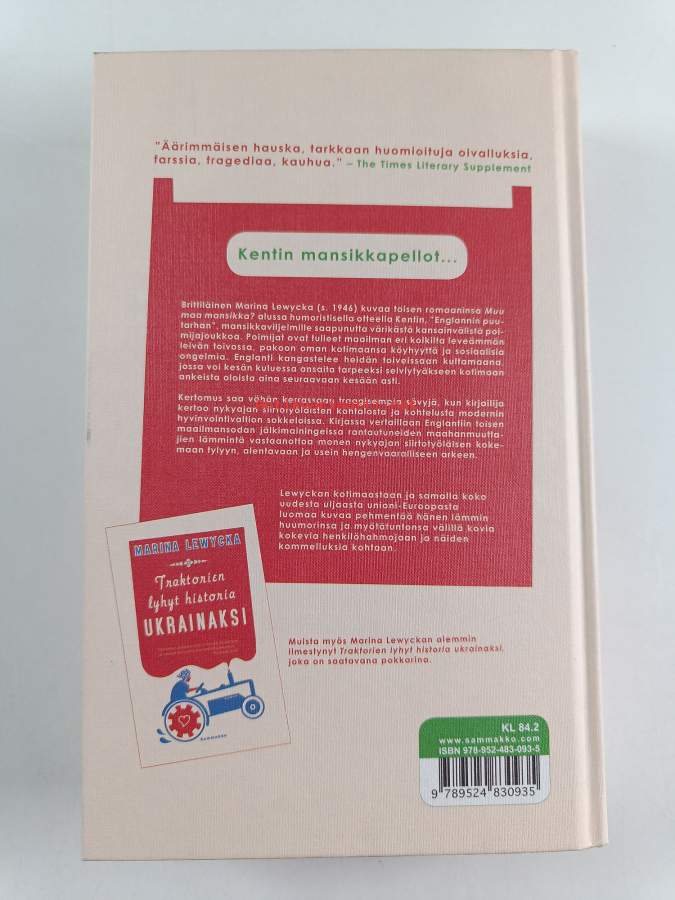 "Äärimmäisen hauska, tarkkaan huomioituja oivalluksia,
farssia, tragediaa, kauhua." – The Times Literary Supplement
Kentin mansikkapellot...
Brittiläinen Marina Lewycka (s. 1946) kuvaa toisen romaaninsa Muu
maa mansikka? alussa humoristisella otteella Kentin, "Englannin puu-
tarhan", mansikkaviljelmille saapunutta värikästä kansainvälistä poi-
mijajoukkoa. Poimijat ovat tulleet maailman eri kolkilta leveämmän
leivän toivossa, pakoon oman kotimaansa köyhyyttä ja sosiaalisia
ongelmia. Englanti kangastelee heidän toiveissaan kultamaana,
jossa voi kesän kuluessa ansaita tarpeeksi selviytyäkseen kotimaan
ankeista oloista aina seuraavaan kesään asti.
Kertomus saa vähän kerrassaan traagisempia sävyjä, kun kirjailija
kertoo nykyajan siirtotyöläisten kohtalosta ja kohtelusta modernin
hyvinvointivaltion sokkeloissa. Kirjassa vertaillaan Englantiin toisen
maailmansodan jälkimainingeissa rantautuneiden maahanmuutta-
jien lämmintä vastaanottoa monen nykyajan siirtotyöläisen koke-
maan tylyyn, alentavaan ja usein hengenvaaralliseen arkeen.
Lewyckan kotimaastaan ja samalla koko
uudesta uljaasta unioni-Euroopasta
luomaa kuvaa pehmentää hänen lämmin
huumorinsa ja myötätuntonsa välillä kovia
kokevia henkilöhahmojaan ja näiden
kommelluksia kohtaan.
MARINA LEWYCKA
Traktorien
lyhyt historia
UKRAINAKSI
SAMMAKKO
Muista myös Marina Lewyckan aiemmin
ilmestynyt Traktorien lyhyt historia ukrainaksi,
joka on saatavana pokkarina.
KL 84.2
www.sammakko.com
ISBN 978-952-483-093-5
9 789524 830935